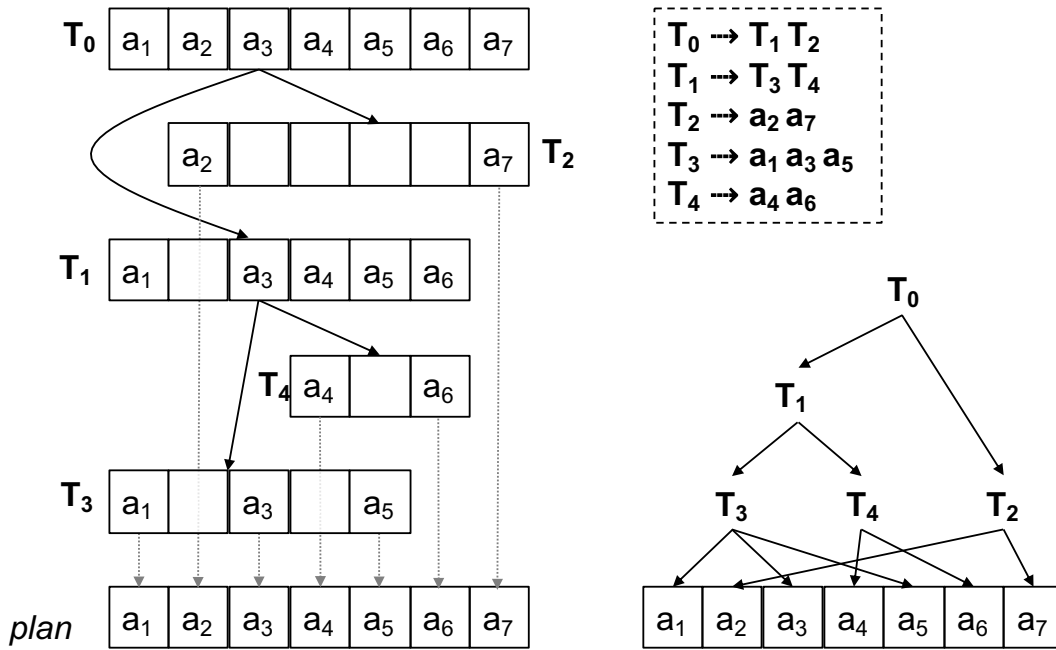 T₀ a₁ a₂ a₃ a₄ a₅ a₆ a₇
a₂ a₇ T₂
T₁ a₁ a₃ a₄ a₅ a₆
T₄ a₄ a₆
T₃ a₁ a₃ a₅
plan a₁ a₂ a₃ a₄ a₅ a₆ a₇
T₀ ⇢ T₁ T₂
T₁ ⇢ T₃ T₄
T₂ ⇢ a₂ a₇
T₃ ⇢ a₁ a₃ a₅
T₄ ⇢ a₄ a₆
T₀
T₁
T₃ T₄ T₂
a₁ a₂ a₃ a₄ a₅ a₆ a₇